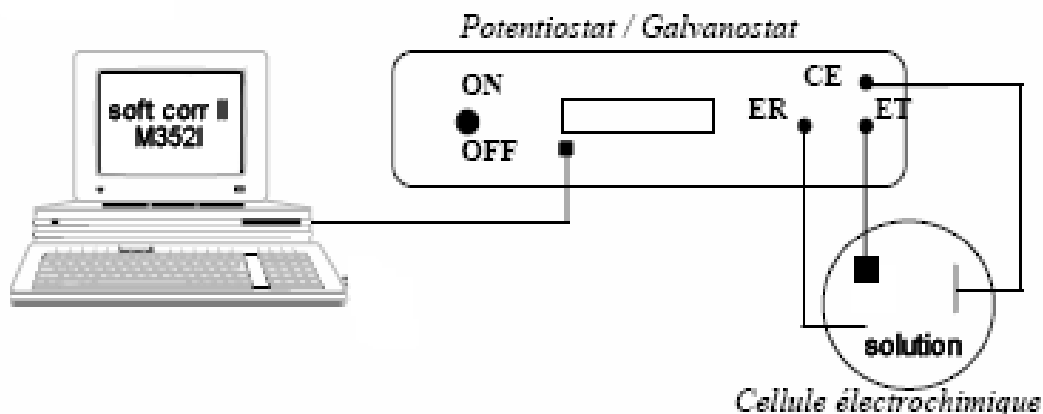 Potentiostat / Galvanostat
soft corr II
M352I
ON
OFF
CE
ER
ET
solution
Cellule électrochimique